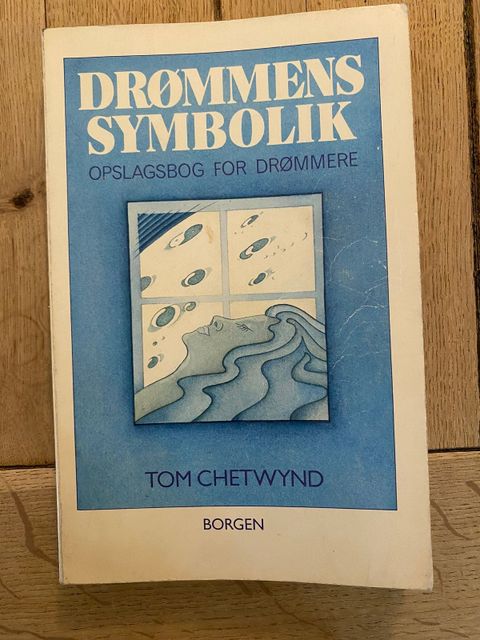 DRØMMENS
SYMBOLIK
OPSLAGSBOG FOR DRØMMERE
TOM CHETWYND
BORGEN